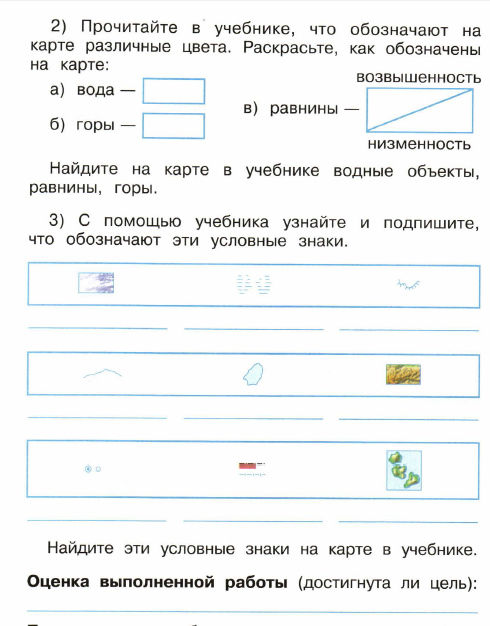 2) Прочитайте в учебнике, что обозначают на
карте различные цвета. Раскрасьте, как обозначены
на карте:
возвышенность
а) вода —
в) равнины —
б) горы —
низменность
Найдите на карте в учебнике водные объекты,
равнины, горы.
3) С помощью учебника узнайте и подпишите,
что обозначают эти условные знаки.
Найдите эти условные знаки на карте в учебнике.
Оценка выполненной работы (достигнута ли цель):